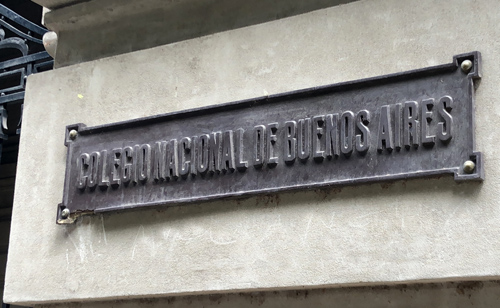 COLEGIO NACIONAL DE BUENOS AIRES